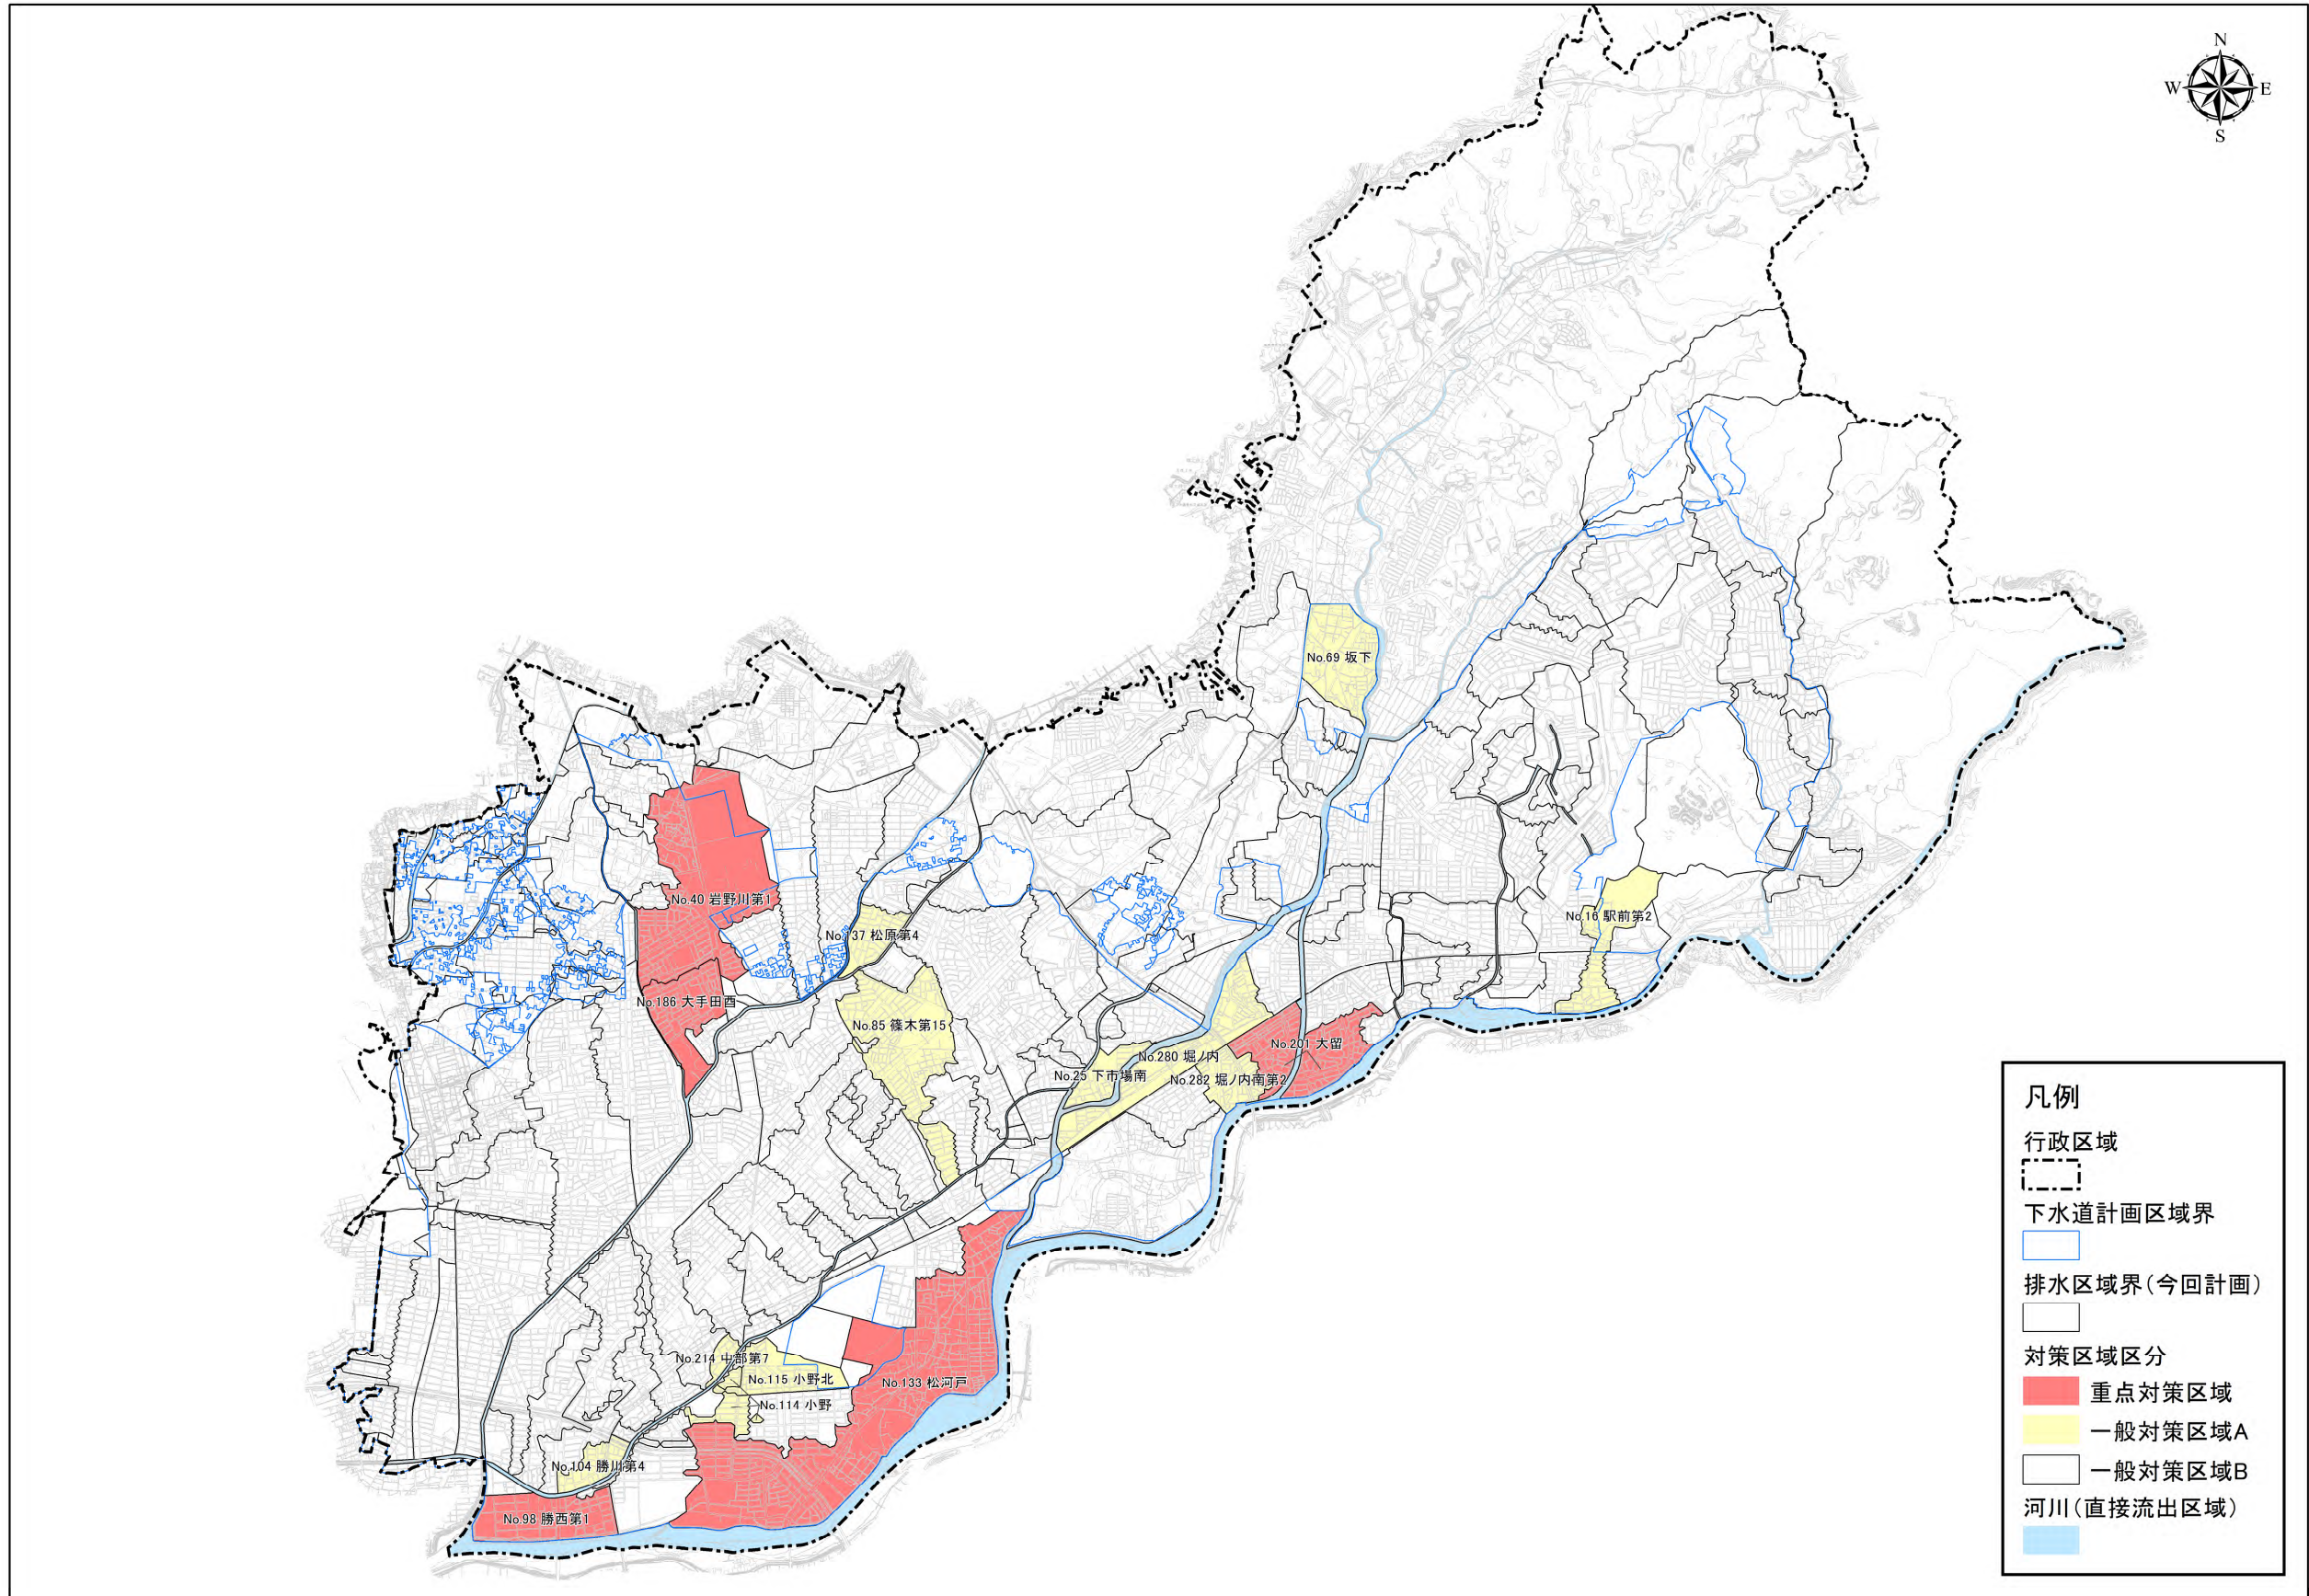 N
W E
S
No.69 坂下
No.40 岩野川第1
No.137 松原第4
No.16 駅前第2
No.186 大手田酉
No.85 篠木第15
No.201 大留
No.280 堀ノ内
No.25 下市場南
No.282 堀ノ内南第2
No.214 中部第7
No.115 小野北
No.133 松河戸
No.114 小野
No.104 勝川第4
No.98 勝西第1
凡例
行政区域
下水道計画区域界
排水区域界(今回計画)
対策区域区分
重点対策区域
一般対策区域A
一般対策区域B
河川(直接流出区域)